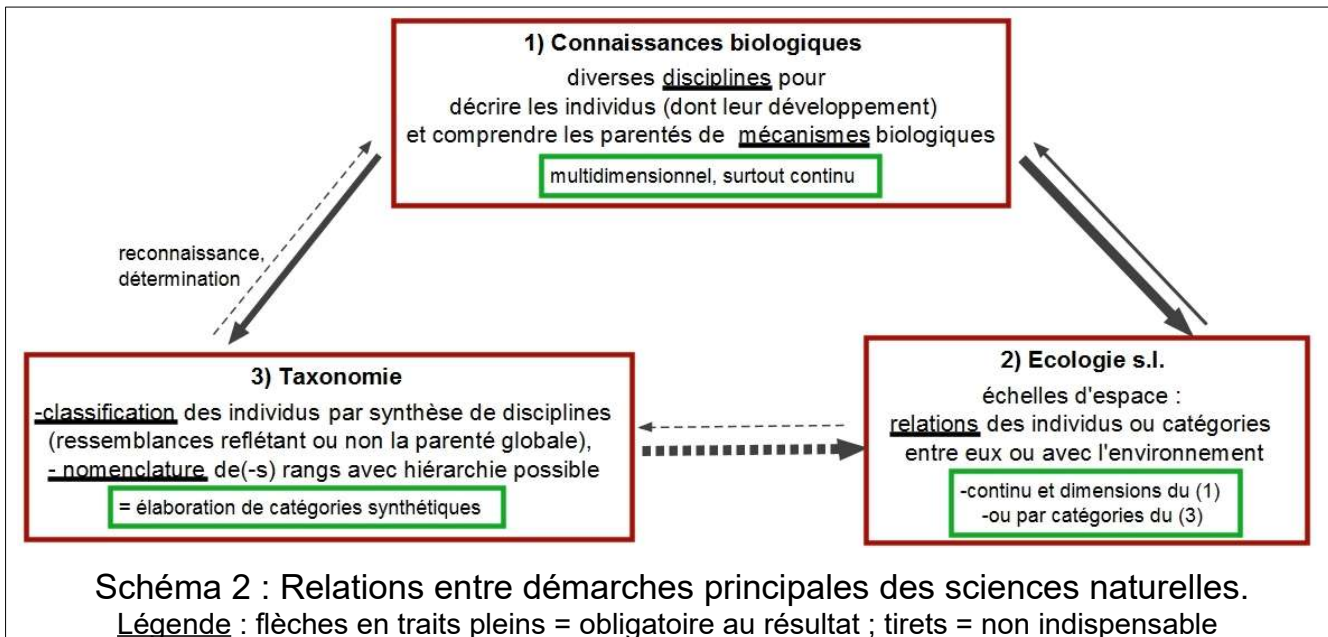 1) Connaissances biologiques
diverses disciplines pour
décrire les individus (dont leur développement)
et comprendre les parentés de mécanismes biologiques
multidimensionnel, surtout continu
reconnaissance,
détermination
3) Taxonomie
-classification des individus par synthèse de disciplines
(ressemblances reflétant ou non la parenté globale),
- nomenclature de(-s) rangs avec hiérarchie possible
= élaboration de catégories synthétiques
2) Ecologie s.l.
échelles d'espace :
relations des individus ou catégories
entre eux ou avec l'environnement
-continu et dimensions du (1)
-ou par catégories du (3)
Schéma 2 : Relations entre démarches principales des sciences naturelles.
Légende : flèches en traits pleins = obligatoire au résultat ; tirets = non indispensable